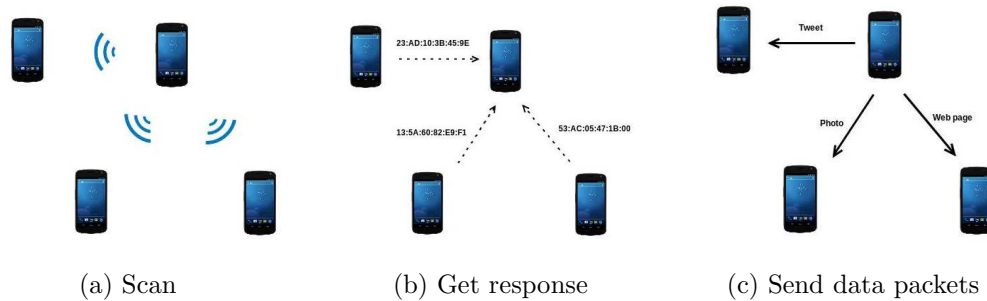 23:AD:10:3B:45:9E
13:5A:60:82:E9:F1
53:AC:05:47:1B:00
Tweet
Photo
Web page
(a) Scan
(b) Get response
(c) Send data packets